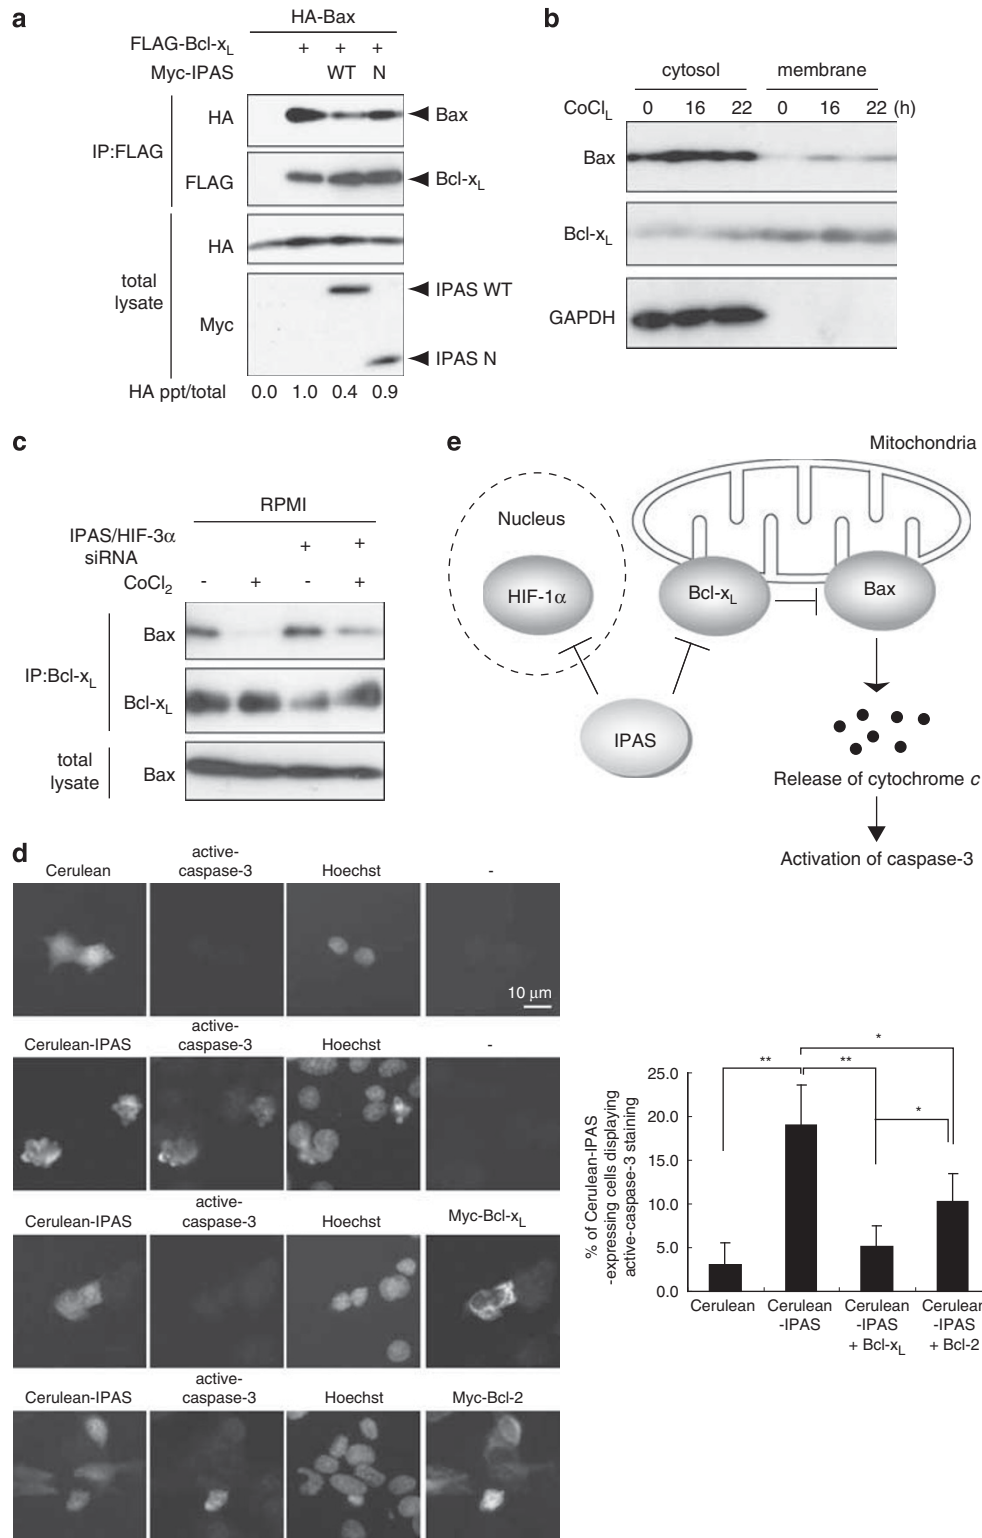 a
HA-Bax
FLAG-Bcl-xL + + +
Myc-IPAS WT N
IP:FLAG
HA
Bax
FLAG
Bcl-xL
total
lysate
HA
Myc
IPAS WT
IPAS N
HA ppt/total 0.0 1.0 0.4 0.9
b
cytosol membrane
CoClL 0 16 22 0 16 22 (h)
Bax
Bcl-xL
GAPDH
c
RPMI
IPAS/HIF-3α
siRNA
+ +
CoCl2 - + - +
IP:Bcl-xL
Bax
Bcl-xL
total
lysate
Bax
e
Mitochondria
Nucleus
HIF-1α
Bcl-xL
Bax
IPAS
Release of cytochrome c
Activation of caspase-3
d
Cerulean
active-
caspase-3
Hoechst
-
10 μm
Cerulean-IPAS
active-
caspase-3
Hoechst
-
Cerulean-IPAS
active-
caspase-3
Hoechst
Myc-Bcl-xL
Cerulean-IPAS
active-
caspase-3
Hoechst
Myc-Bcl-2
% of Cerulean-IPAS
-expressing cells displaying
active-caspase-3 staining
25.0
20.0
15.0
10.0
5.0
0.0
**
**
*
*
Cerulean
Cerulean
-IPAS
Cerulean
-IPAS
+ Bcl-xL
Cerulean
-IPAS
+ Bcl-2